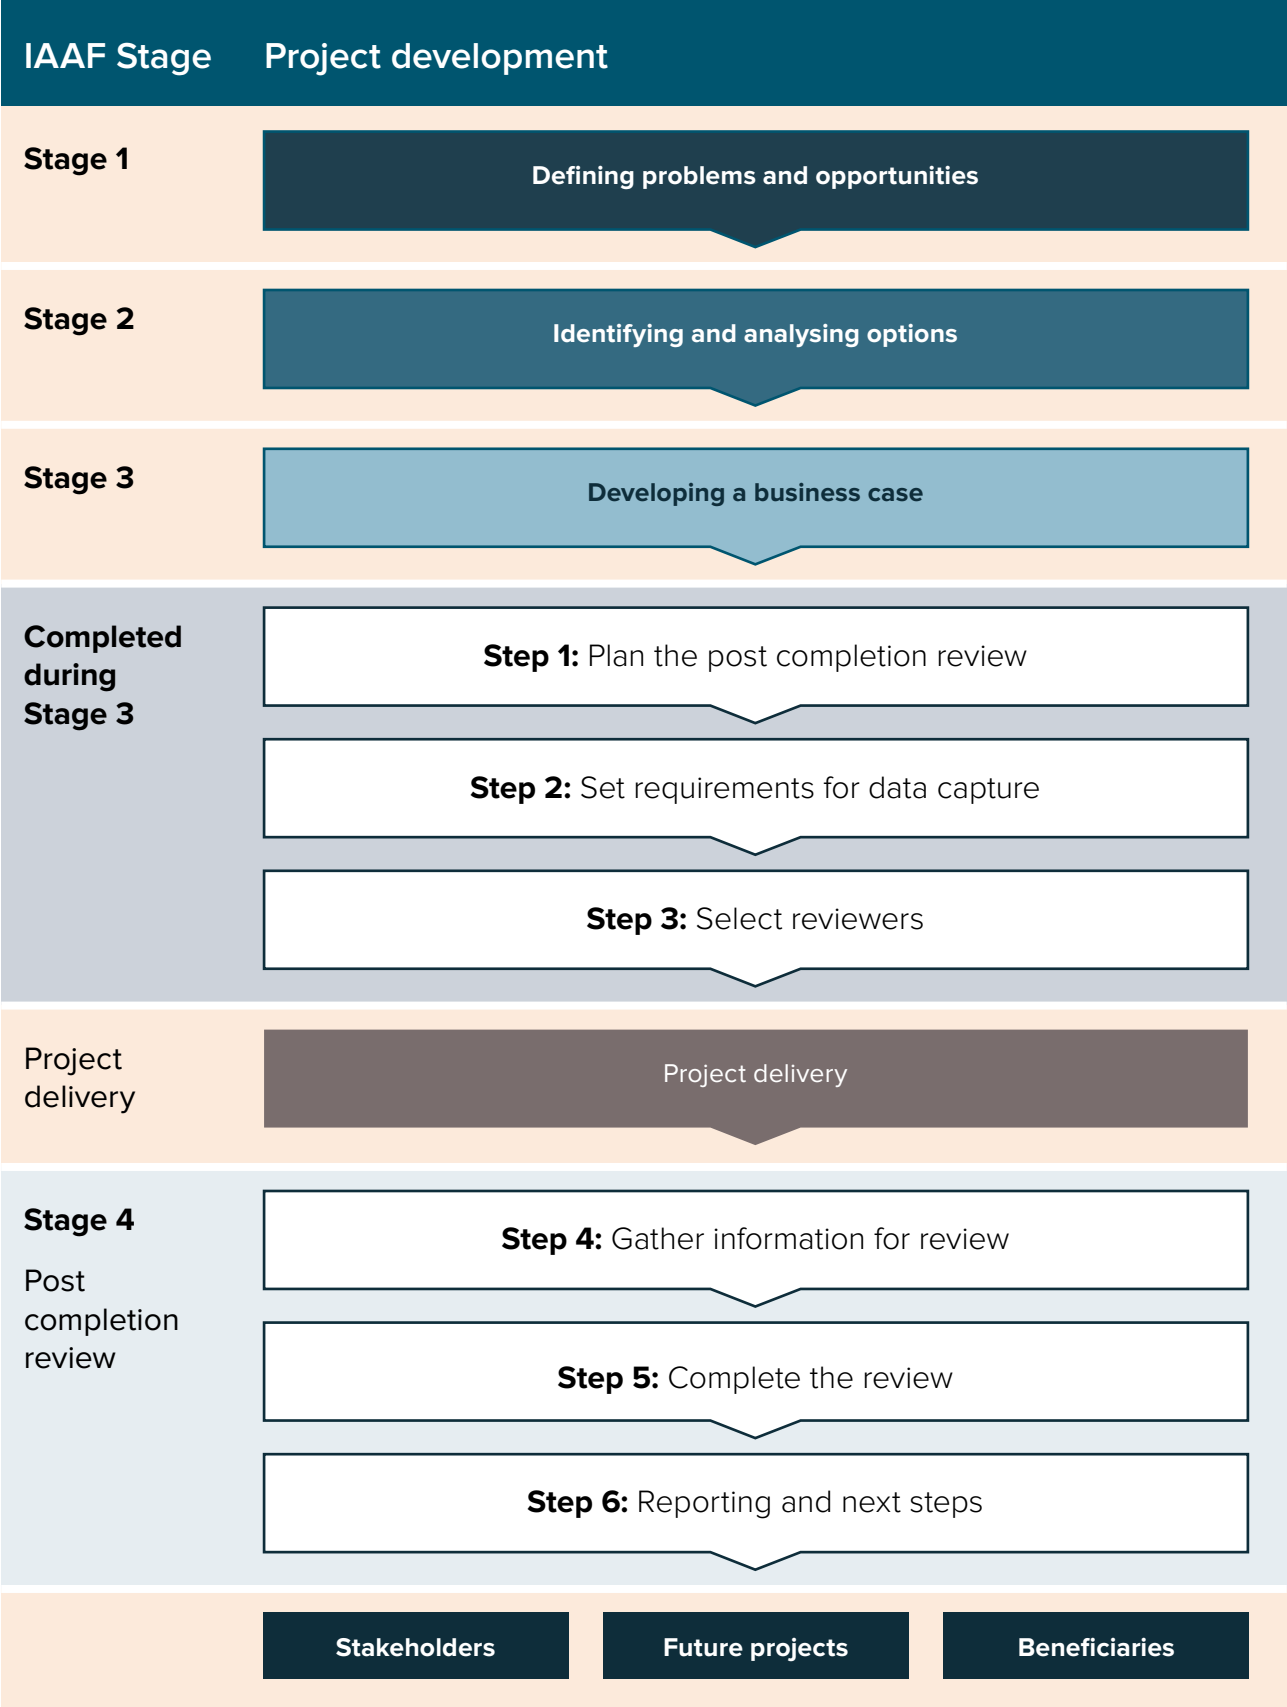 IAAF Stage
Project development
Stage 1
Defining problems and opportunities
Stage 2
Identifying and analysing options
Stage 3
Developing a business case
Completed
during
Stage 3
Step 1: Plan the post completion review
Step 2: Set requirements for data capture
Step 3: Select reviewers
Project
delivery
Project delivery
Stage 4
Post
completion
review
Step 4: Gather information for review
Step 5: Complete the review
Step 6: Reporting and next steps
Stakeholders
Future projects
Beneficiaries